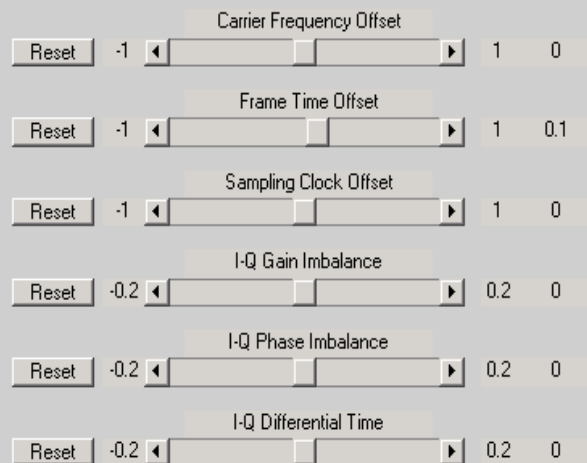 Carrier Frequency Offset
Reset -1 1 0
Frame Time Offset
Reset -1 1 0.1
Sampling Clock Offset
Reset -1 1 0
I-Q Gain Imbalance
Reset -0.2 0.2 0
I-Q Phase Imbalance
Reset -0.2 0.2 0
I-Q Differential Time
Reset -0.2 0.2 0